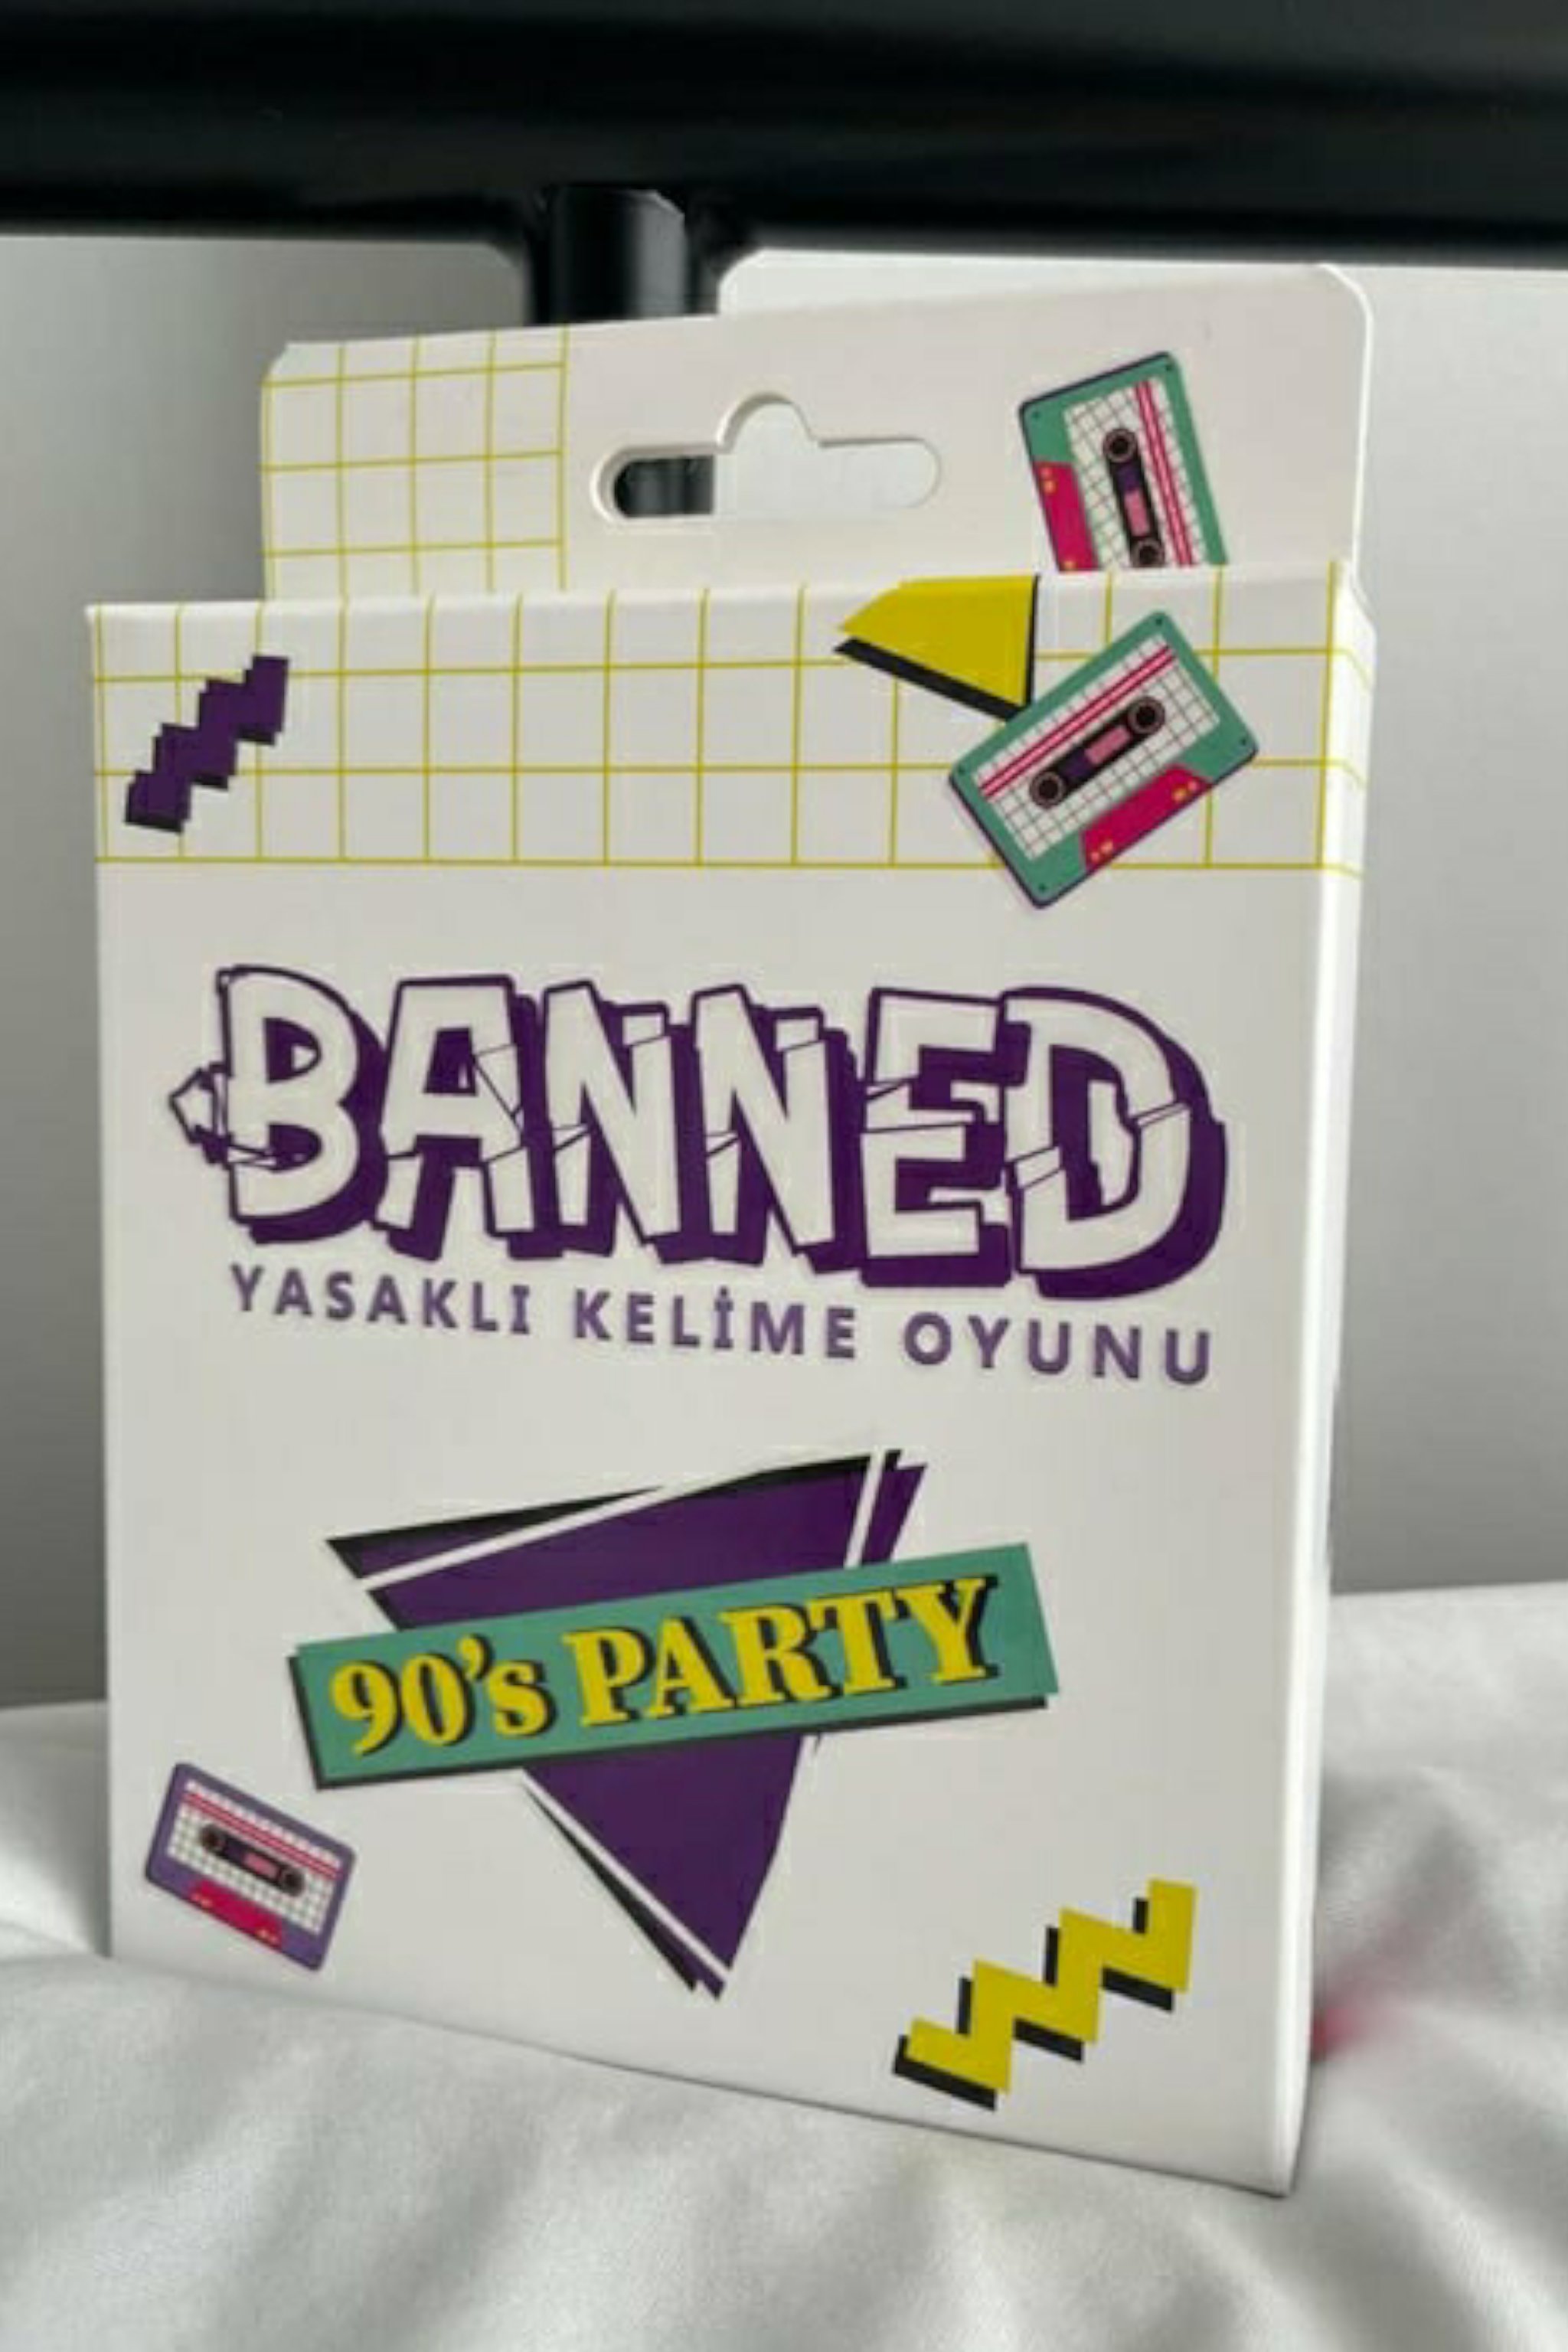 BANNED
YASAKLI KELİME OYUNU
90's PARTY